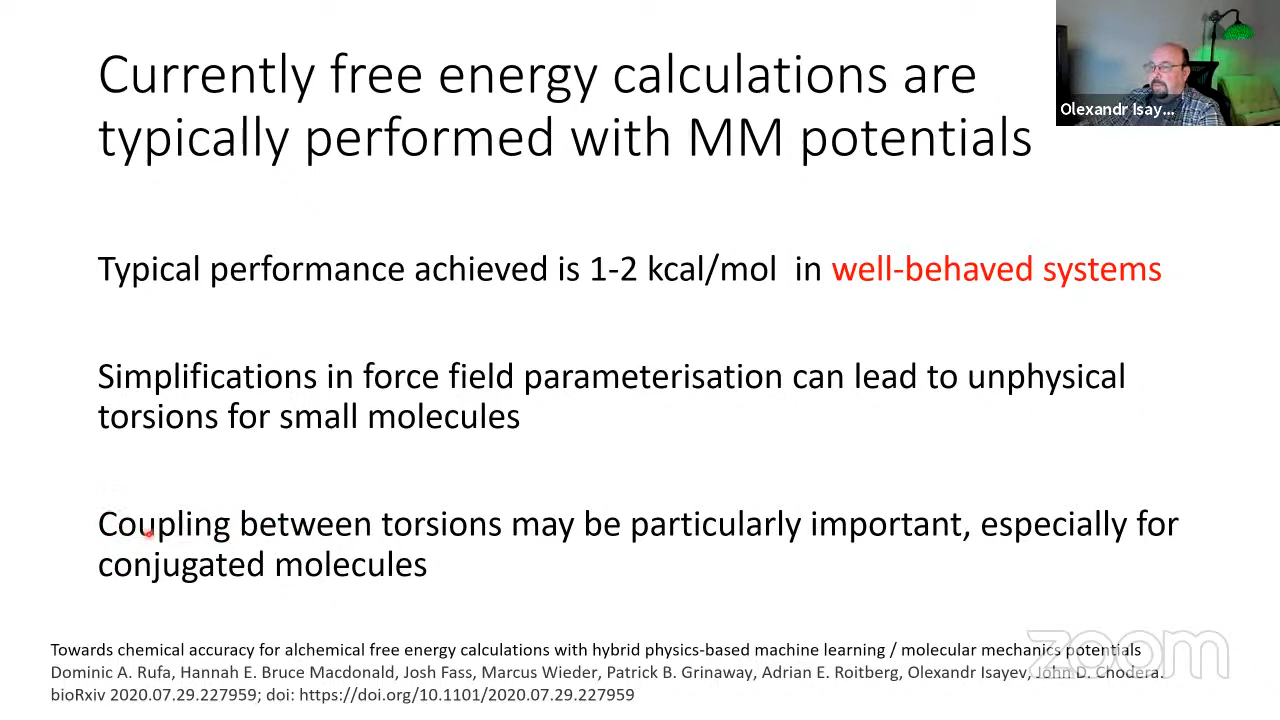 Currently free energy calculations are
typically performed with MM potentials
Olexandr Isay...
Typical performance achieved is 1-2 kcal/mol in well-behaved systems
Simplifications in force field parameterisation can lead to unphysical
torsions for small molecules
Coupling between torsions may be particularly important, especially for
conjugated molecules
Towards chemical accuracy for alchemical free energy calculations with hybrid physics-based machine learning / molecular mechanics potentials
Dominic A. Rufa, Hannah E. Bruce Macdonald, Josh Fass, Marcus Wieder, Patrick B. Grinaway, Adrian E. Roitberg, Olexandr Isayev, John D. Chodera.
bioRxiv 2020.07.29.227959; doi: https://doi.org/10.1101/2020.07.29.227959
zoom